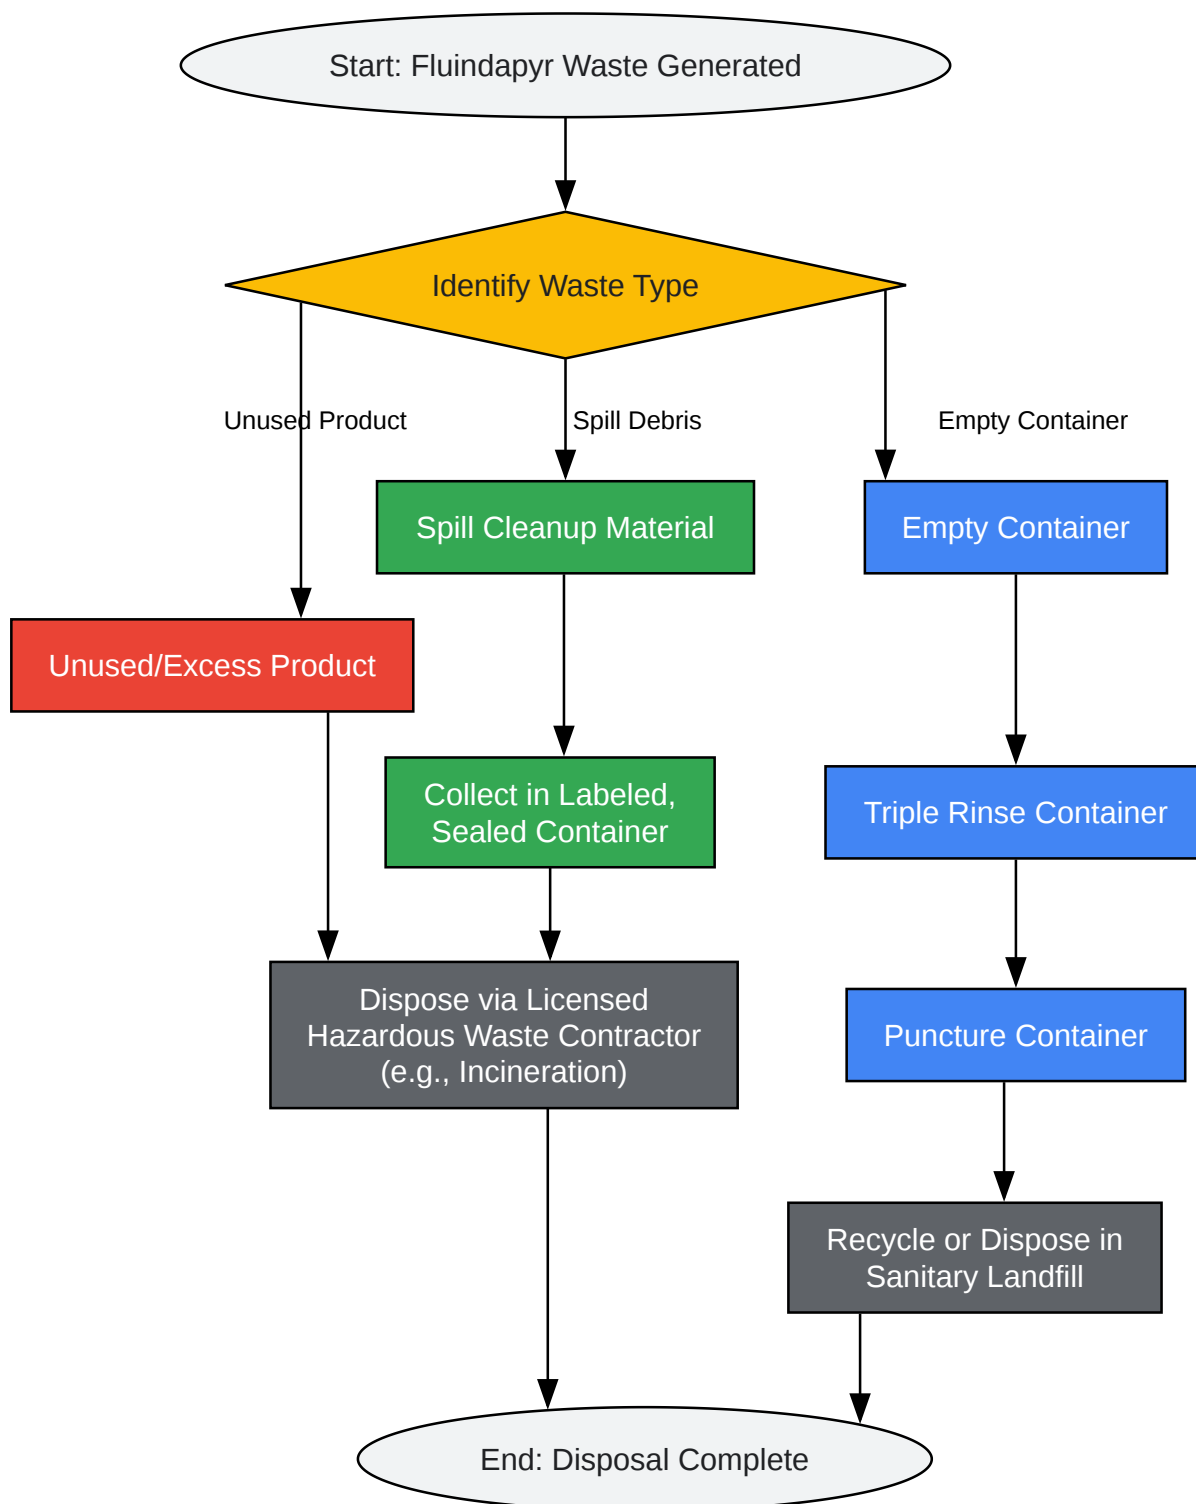 Start: Fluindapyr Waste Generated
Identify Waste Type
Unused Product
Spill Debris
Empty Container
Spill Cleanup Material
Empty Container
Unused/Excess Product
Collect in Labeled,
Sealed Container
Triple Rinse Container
Dispose via Licensed
Hazardous Waste Contractor
(e.g., Incineration)
Puncture Container
Recycle or Dispose in
Sanitary Landfill
End: Disposal Complete